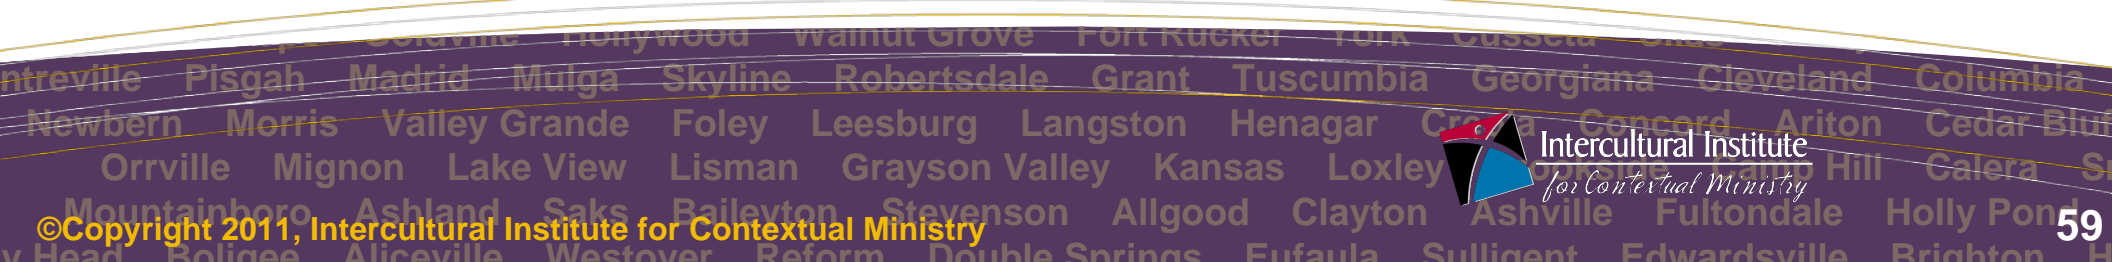 Goldville Hollywood Walnut Grove Fort Rucker York Cusseta
ntreville Pisgah Madrid Mulga Skyline Robertsdale Grant Tuscumbia Georgiana Cleveland Columbia
Newbern Morris Valley Grande Foley Leesburg Langston Henagar Concord Ariton Cedar Bluf
Intercultural Institute
Orrville Mignon Lake View Lisman Grayson Valley Kansas Loxley Camp Hill Calera
for Contextual Ministry
Mountainboro Ashland Saks Baileyton Stevenson Allgood Clayton Ashville Fultondale Holly Pond
©Copyright 2011, Intercultural Institute for Contextual Ministry
59
y Head Boligee Aliceville Westover Reform Double Springs Eufaula Sulligent Edwardsville Brighton H